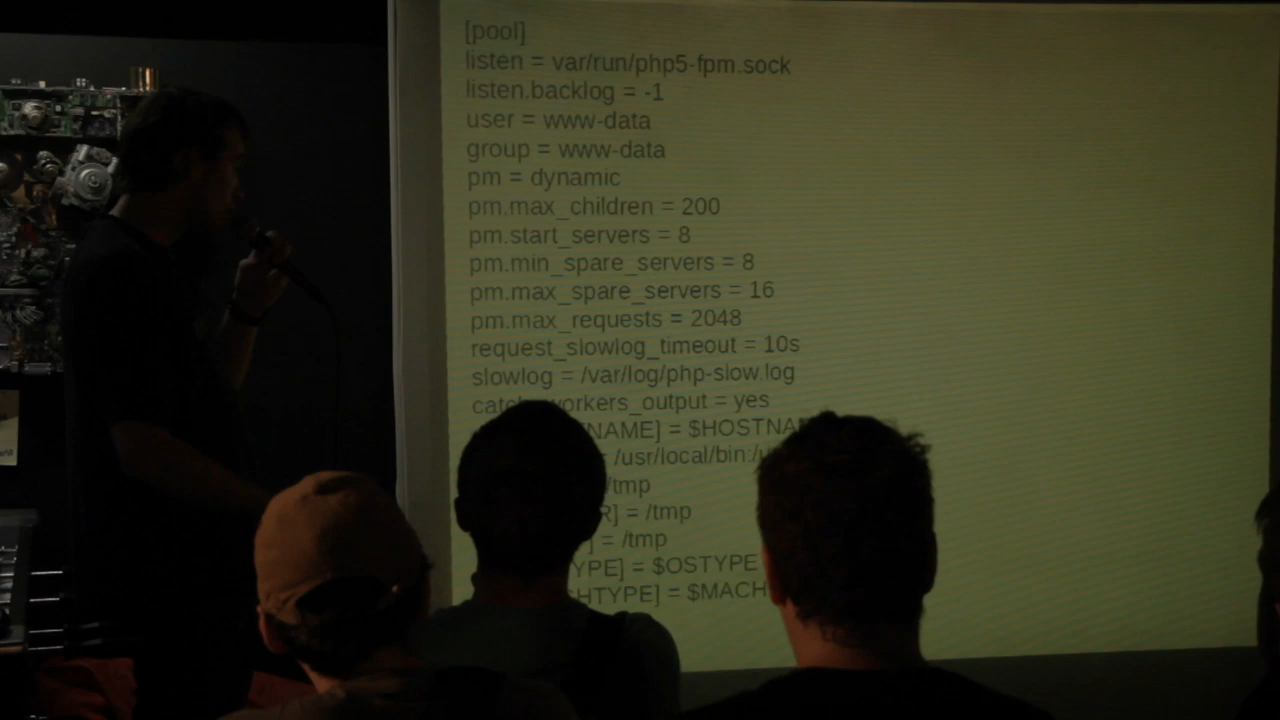 [pool]
listen = var/run/php5-fpm.sock
listen.backlog = -1
user = www-data
group = www-data
pm = dynamic
pm.max_children = 200
pm.start_servers = 8
pm.min_spare_servers = 8
pm.max_spare_servers = 16
pm.max_requests = 2048
request_slowlog_timeout = 10s
slowlog = /var/log/php-slow.log
catch_workers_output = yes
NAME] = $HOSTNA
= /usr/local/bin:/u
/tmp
R] = /tmp
] = /tmp
YPE] = $OSTYPE
HTYPE] = $MACH